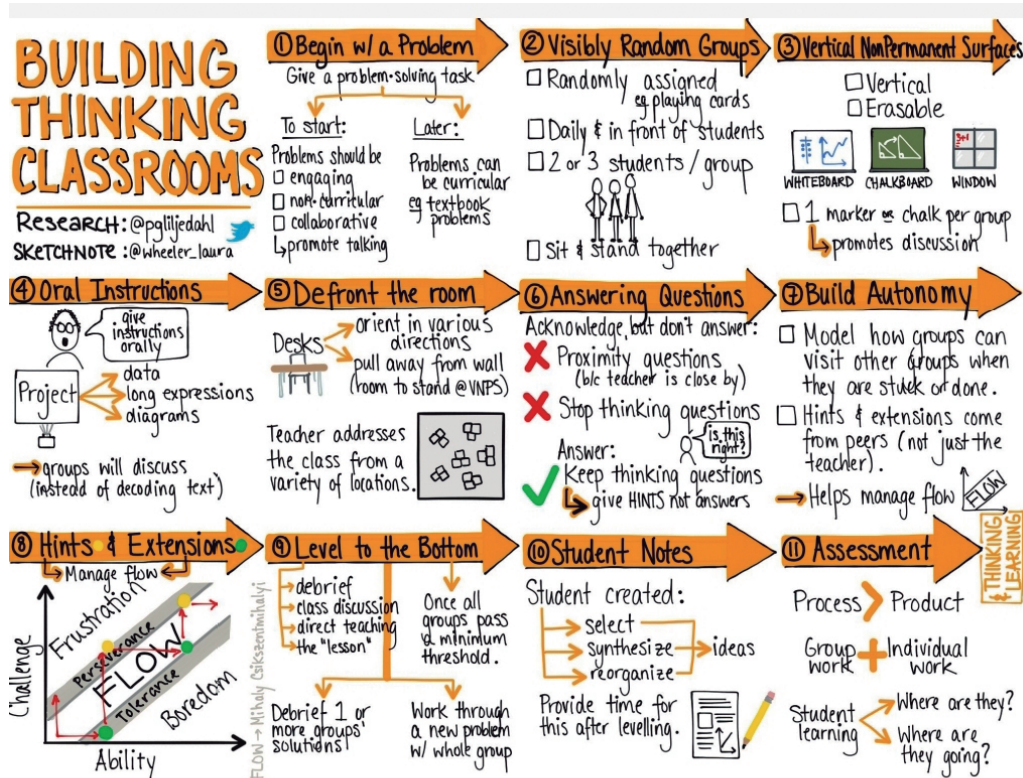 BUILDING
THINKING
CLASSROOMS
RESEARCH: @pgliljedahl
SKETCHNOTE: @wheeler_laura
① Begin w/ a Problem
Give a problem-solving task
To start:
Problems should be
engaging
non-curricular
collaborative
promote talking
Later:
Problems can
be curricular
eg textbook
problems
② Visibly Random Groups
Randomly assigned
eg playing cards
Daily & in front of students
2 or 3 students / group
Sit & stand together
③ Vertical NonPermanent Surfaces
Vertical
Erasable
3+1
WHITEBOARD CHALKBOARD WINDOW
1 marker or chalk per group
promotes discussion
④ Oral Instructions
give
instructions
orally
Project
data
long expressions
diagrams
groups will discuss
(instead of decoding text)
⑤ Defront the room
Desks
orient in various
directions
pull away from wall
(room to stand @VNPS)
Teacher addresses
the class from a
variety of locations.
⑥ Answering Questions
Acknowledge, but don't answer:
Proximity questions
(b/c teacher is close by)
Stop thinking questions
is this
right?
Answer:
Keep thinking questions
give HINTS not answers
⑦ Build Autonomy
Model how groups can
visit other groups when
they are stuck or done.
Hints & extensions come
from peers (not just the
teacher).
Helps manage flow
FLOW
⑧ Hints & Extensions
Manage flow
Challenge
Frustration
Perseverance
FLOW
Tolerance
Boredom
Ability
FLOW → Mihaly Csikszentmihalyi
⑨ Level to the Bottom
debrief
class discussion
direct teaching
the "lesson"
Once all
groups pass
a minimum
threshold.
Debrief 1 or
more groups'
solutions
Work through
a new problem
w/ whole group
⑩ Student Notes
Student created:
select
synthesize
reorganize
ideas
Provide time for
this after levelling.
⑪ Assessment
THINKING
& LEARNING
Process > Product
Group
work
+
Individual
work
Student
learning
Where are they?
Where are
they going?